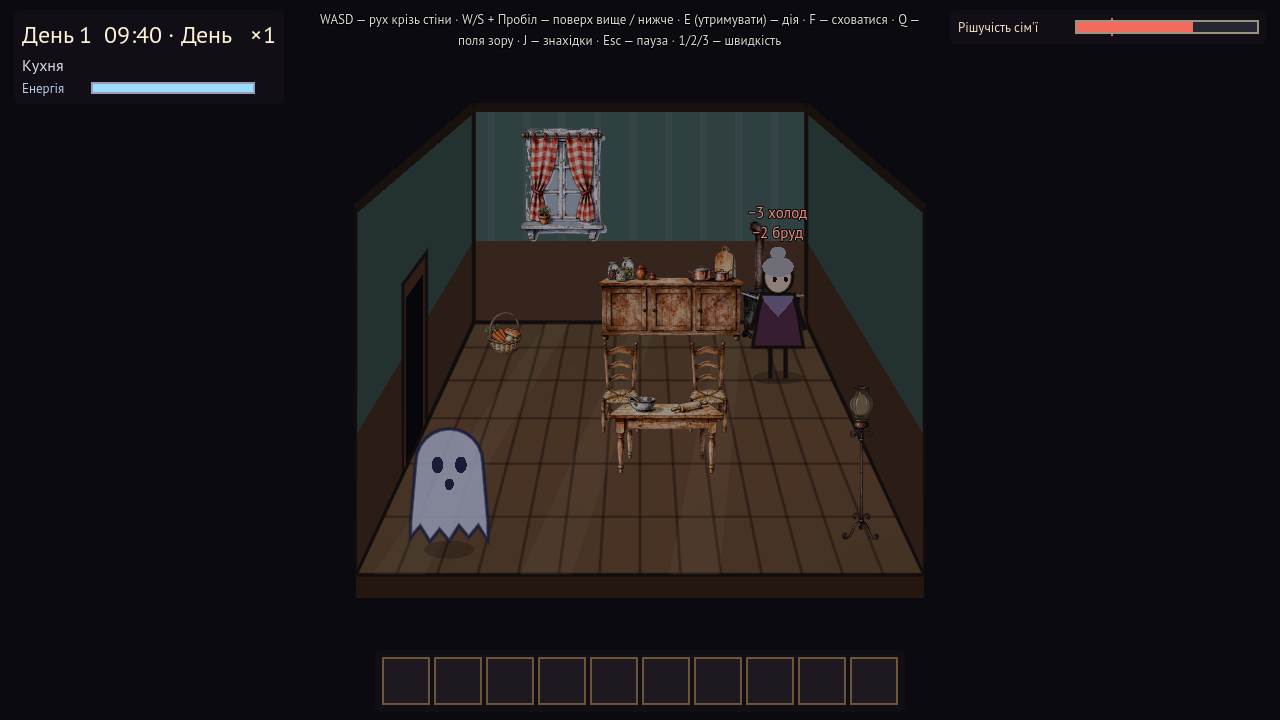 День 1 09:40 · День ×1
Кухня
Енергія
WASD — рух крізь стіни · W/S + Пробіл — поверх вище / нижче · E (утримувати) — дія · F — сховатися · Q —
поля зору · J — знахідки · Esc — пауза · 1/2/3 — швидкість
Рішучість сім'ї
−3 холод
−2 бруд